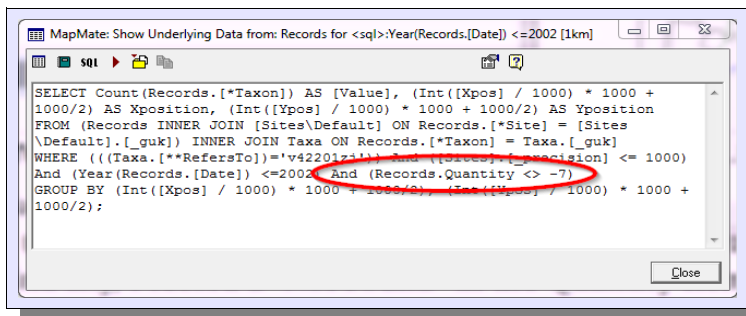 MapMate: Show Underlying Data from: Records for <sql>:Year(Records.[Date]) <=2002 [1km]
SQL
SELECT Count(Records.[*Taxon]) AS [Value], (Int([Xpos] / 1000) * 1000 +
1000/2) AS Xposition, (Int([Ypos] / 1000) * 1000 + 1000/2) AS Yposition
FROM (Records INNER JOIN [Sites\Default] ON Records.[*Site] = [Sites
\Default].[_guk]) INNER JOIN Taxa ON Records.[*Taxon] = Taxa.[_guk]
WHERE (((Taxa.[**RefersTo])= And ([Sites].[_precision] <= 1000)
And (Year(Records.[Date]) <=2002) And (Records.Quantity <> -7)
GROUP BY (Int([Xpos] / 1000) * 1000 + 1000/2), (Int([Ypos] / 1000) * 1000 +
1000/2);
Close